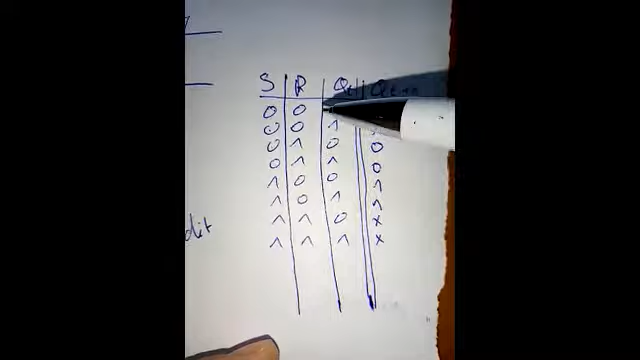 S R Q
0 0
0 0 1
0 1 0 0
0 1 1 0
1 0 0 1
1 0 1 1
1 1 0 x
1 1 1 x